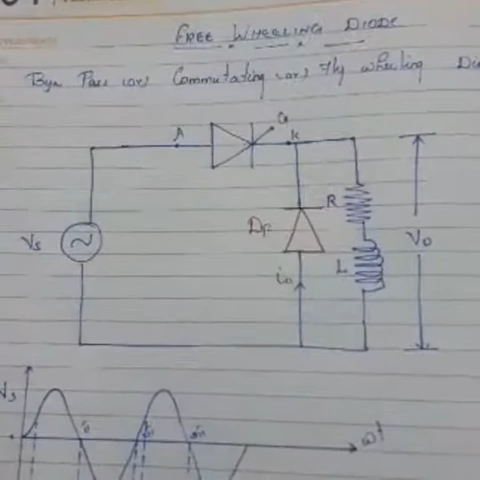 FREE WHEELING DIODE
Bye Pass (or) Commutating (or) Fly wheeling
A
G
K
R
DF
Vs
V0
L
i0
Vs
ωt